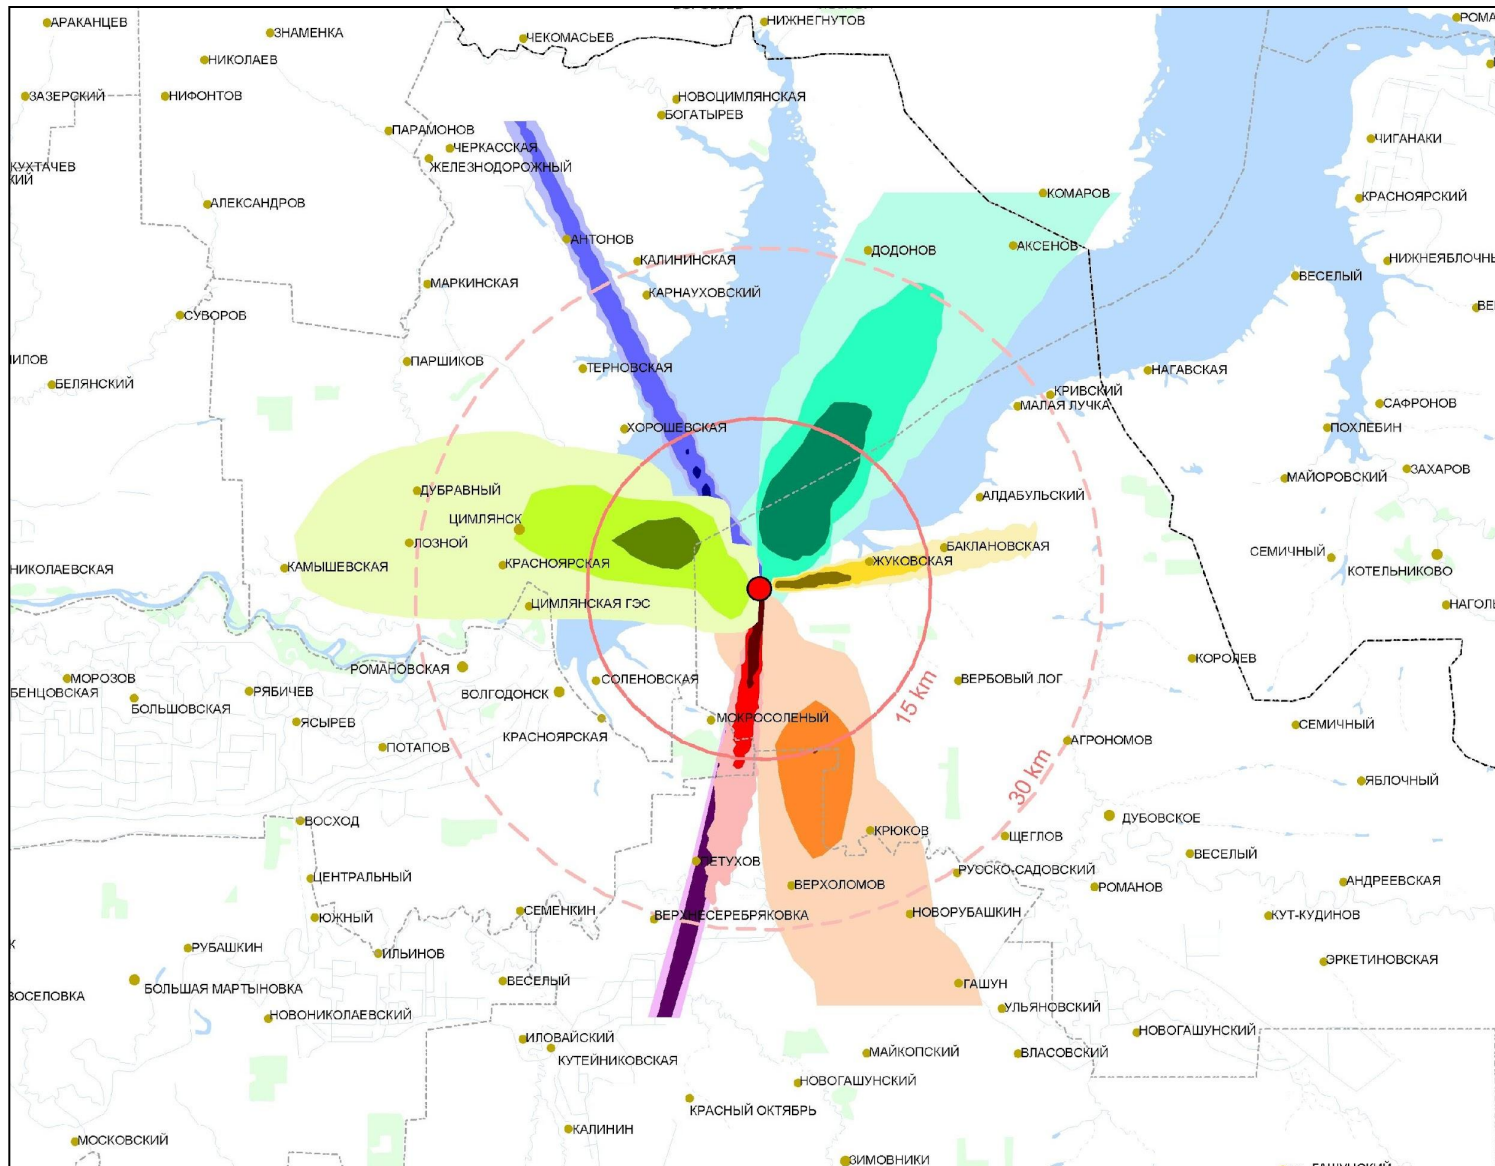 АРАКАНЦЕВ
ЗНАМЕНКА
ЧЕКОМАСЬЕВ
НИЖНЕГНУТОВ
НИКОЛАЕВ
ЗАЗЕРСКИЙ
НИФОНТОВ
НОВОЦИМЛЯНСКАЯ
БОГАТЫРЕВ
ПАРАМОНОВ
ЧЕРКАССКАЯ
ЧИГАНАКИ
КУХТАЧЕВ
ЖЕЛЕЗНОДОРОЖНЫЙ
АЛЕКСАНДРОВ
КОМАРОВ
КРАСНОЯРСКИЙ
АНТОНОВ
КАЛИНИНСКАЯ
ДОДОНОВ
АКСЕНОВ
МАРКИНСКАЯ
КАРНАУХОВСКИЙ
ВЕСЕЛЫЙ
СУВОРОВ
ПАРШИКОВ
ТЕРНОВСКАЯ
НАГАВСКАЯ
БЕЛЯНСКИЙ
КРИВСКИЙ
МАЛАЯ ЛУЧКА
САФРОНОВ
ХОРОШЕВСКАЯ
ПОХЛЕБИН
ДУБРАВНЫЙ
АЛДАБУЛЬСКИЙ
МАЙОРОВСКИЙ
ЗАХАРОВ
ЦИМЛЯНСК
ЛОЗНОЙ
БАКЛАНОВСКАЯ
СЕМИЧНЫЙ
НИКОЛАЕВСКАЯ
КАМЫШЕВСКАЯ
КРАСНОЯРСКАЯ
ЖУКОВСКАЯ
КОТЕЛЬНИКОВО
ЦИМЛЯНСКАЯ ГЭС
РОМАНОВСКАЯ
КОРОЛЕВ
МОРОЗОВ
РЯБИЧЕВ
ВОЛГОДОНСК
СОЛЕНОВСКАЯ
15 km
ВЕРБОВЫЙ ЛОГ
БОЛЬШОВСКАЯ
ЯСЫРЕВ
МОКРОСОЛЕНЫЙ
СЕМИЧНЫЙ
ПОТАПОВ
КРАСНОЯРСКАЯ
АГРОНОМОВ
30 km
ЯБЛОЧНЫЙ
ВОСХОД
КРЮКОВ
ЩЕГЛОВ
ДУБОВСКОЕ
ПЕТУХОВ
ВЕСЕЛЫЙ
ЦЕНТРАЛЬНЫЙ
ВЕРХОЛОМОВ
РУССКО-САДОВСКИЙ
РОМАНОВ
АНДРЕЕВСКАЯ
ЮЖНЫЙ
СЕМЕНКИН
ВЕРХНЕСЕРЕБРЯКОВКА
НОВОРУБАШКИН
КУТ-КУДИНОВ
РУБАШКИН
ИЛЬИНОВ
ЭРКЕТИНОВСКАЯ
БОЛЬШАЯ МАРТЫНОВКА
ВЕСЕЛЫЙ
ГАШУН
НОВОНИКОЛАЕВСКИЙ
УЛЬЯНОВСКИЙ
ИЛОВАЙСКИЙ
НОВОГАШУНСКИЙ
КУТЕЙНИКОВСКАЯ
МАЙКОПСКИЙ
ВЛАСОВСКИЙ
НОВОГАШУНСКИЙ
КРАСНЫЙ ОКТЯБРЬ
МОСКОВСКИЙ
КАЛИНИН
ЗИМОВНИКИ